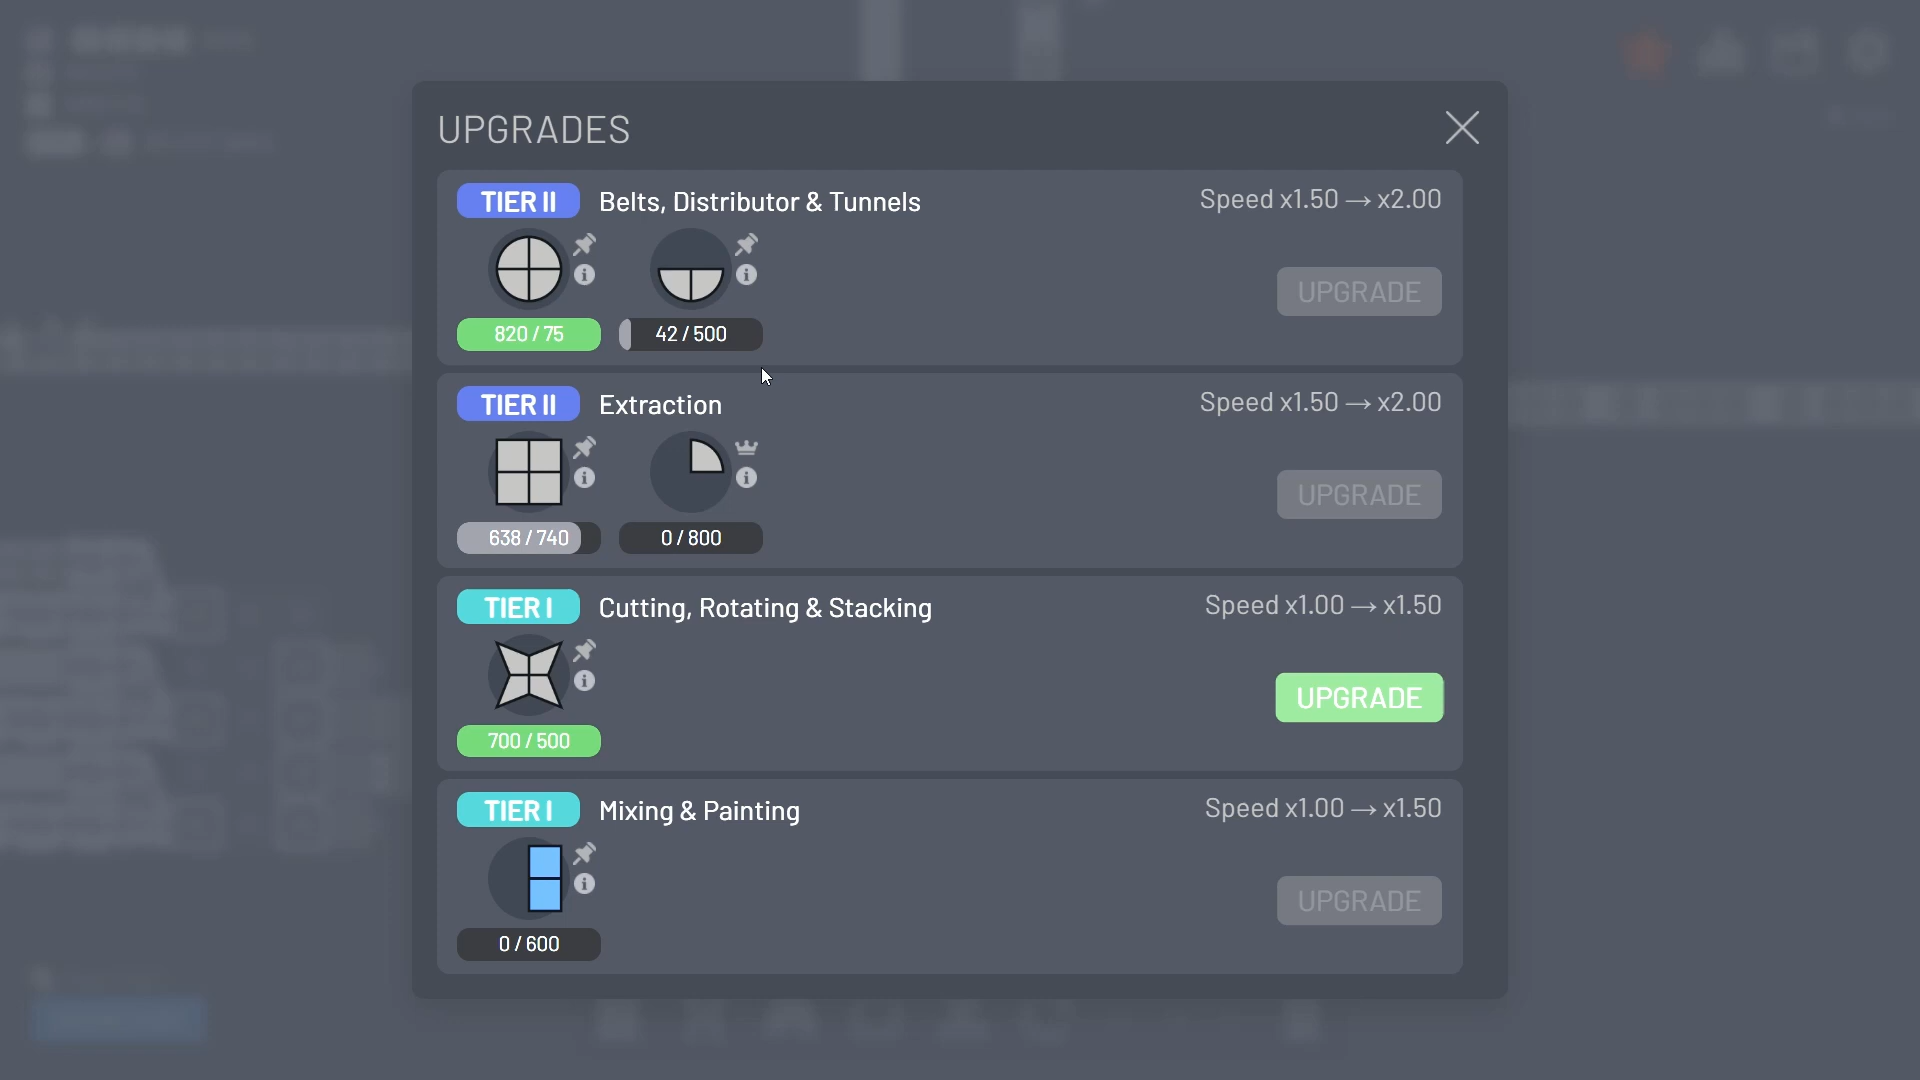 UPGRADES
TIER II Belts, Distributor & Tunnels Speed x1.50 → x2.00
UPGRADE
820 / 75 42 / 500
TIER II Extraction Speed x1.50 → x2.00
UPGRADE
638 / 740 0 / 800
TIER I Cutting, Rotating & Stacking Speed x1.00 → x1.50
UPGRADE
700 / 500
TIER I Mixing & Painting Speed x1.00 → x1.50
UPGRADE
0 / 600